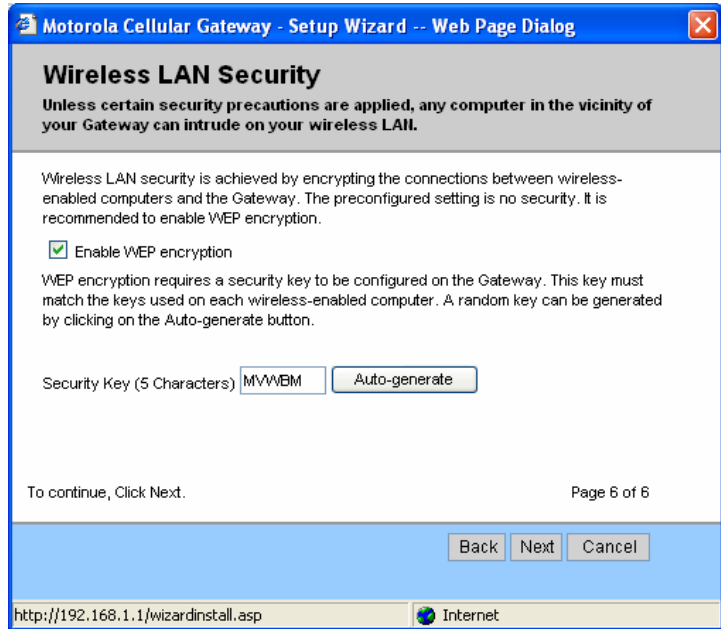 Motorola Cellular Gateway - Setup Wizard -- Web Page Dialog
Wireless LAN Security
Unless certain security precautions are applied, any computer in the vicinity of
your Gateway can intrude on your wireless LAN.
Wireless LAN security is achieved by encrypting the connections between wireless-
enabled computers and the Gateway. The preconfigured setting is no security. It is
recommended to enable WEP encryption.
Enable WEP encryption
WEP encryption requires a security key to be configured on the Gateway. This key must
match the keys used on each wireless-enabled computer. A random key can be generated
by clicking on the Auto-generate button.
Security Key (5 Characters) MVWBM Auto-generate
To continue, Click Next. Page 6 of 6
Back Next Cancel
http://192.168.1.1/wizardinstall.asp Internet